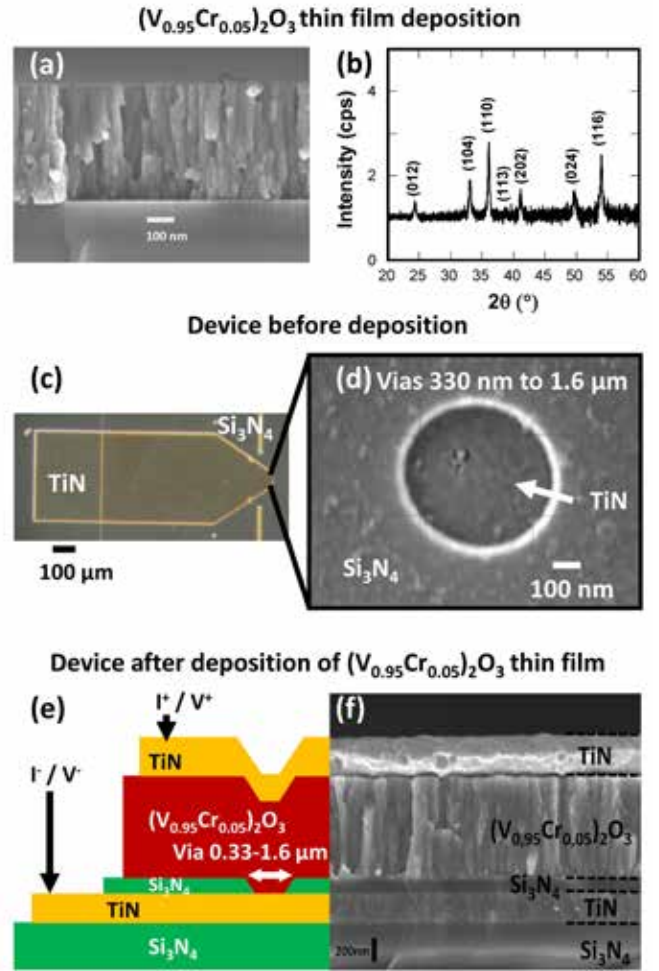 (V0.95Cr0.05)2O3 thin film deposition
(a)
100 nm
(b)
Intensity (cps)
4
2
0
(012)
(104)
(110)
(113)
(202)
(024)
(116)
20 25 30 35 40 45 50 55 60
2θ (°)
Device before deposition
(c)
Si3N4
TiN
100 µm
(d) Vias 330 nm to 1.6 µm
TiN
Si3N4
100 nm
Device after deposition of (V0.95Cr0.05)2O3 thin film
(e)
I+ / V+
I- / V-
TiN
(V0.95Cr0.05)2O3
Via 0.33-1.6 µm
Si3N4
TiN
Si3N4
(f)
TiN
(V0,95Cr0,05)2O3
Si3N4
TiN
200nm
Si3N4